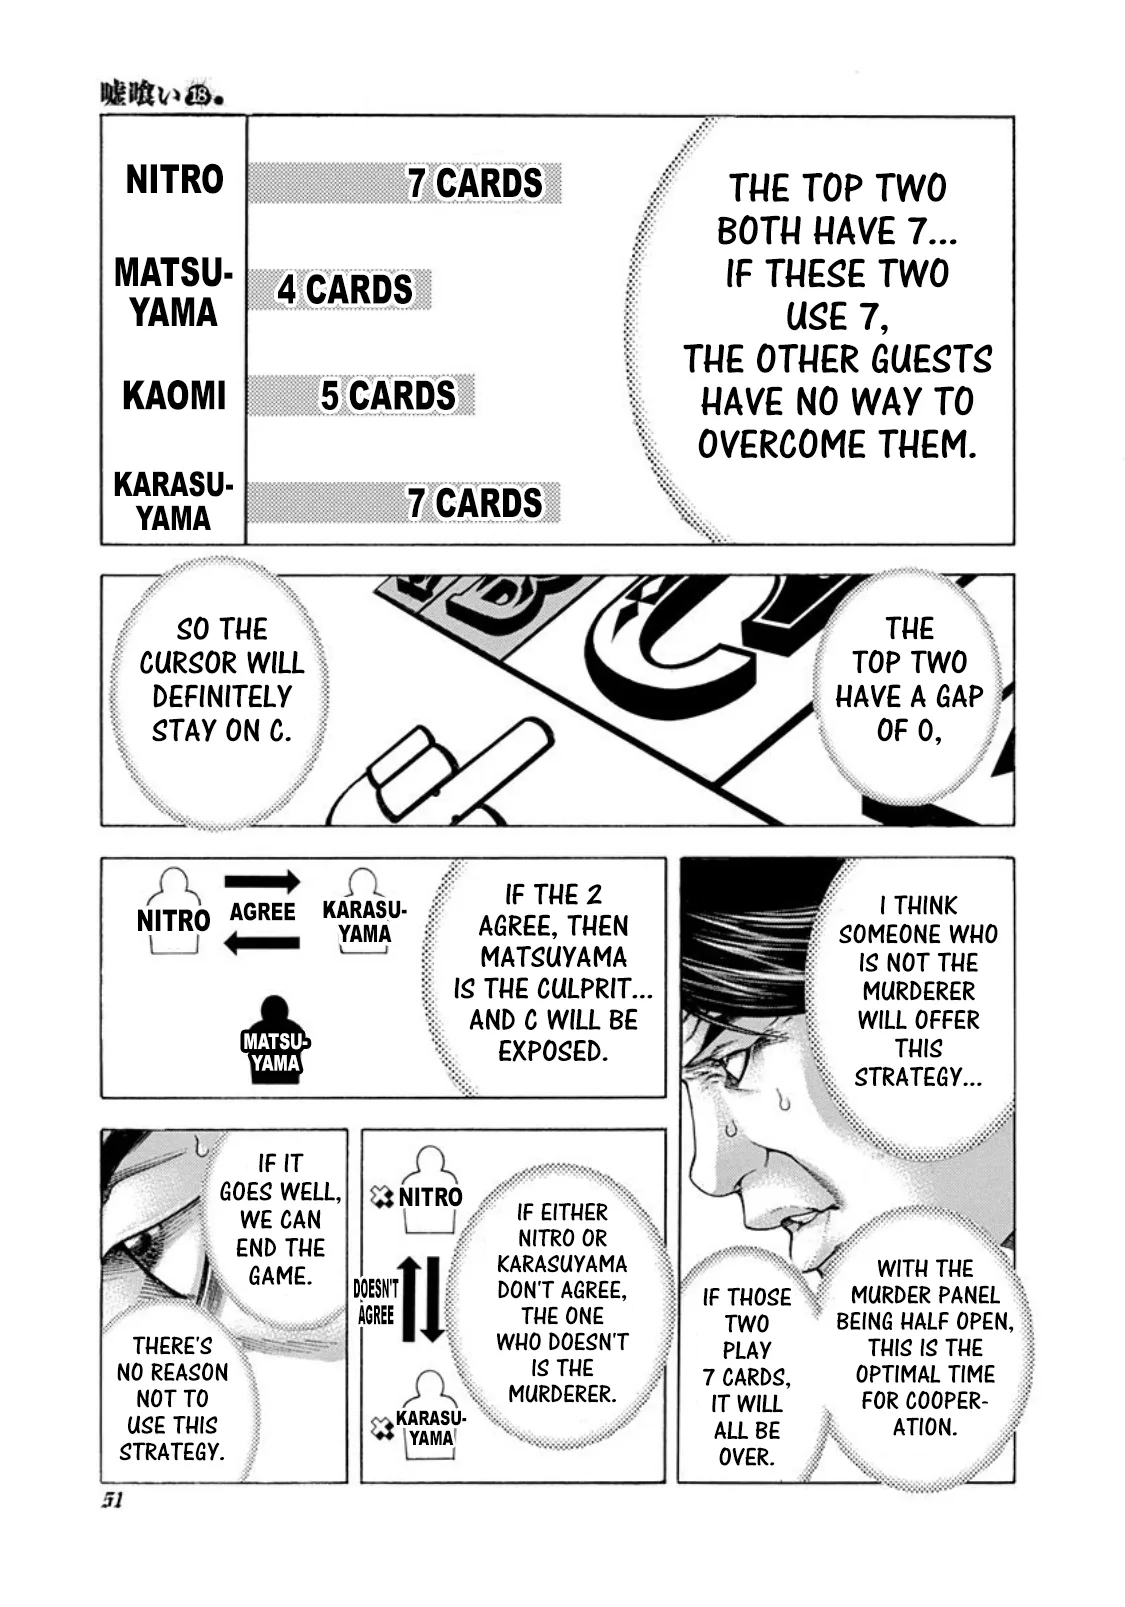 嘘喰い18
NITRO
7 CARDS
MATSU-
YAMA
4 CARDS
KAOMI
5 CARDS
KARASU-
YAMA
7 CARDS
THE TOP TWO
BOTH HAVE 7...
IF THESE TWO
USE 7,
THE OTHER GUESTS
HAVE NO WAY TO
OVERCOME THEM.
B
C
THE
TOP TWO
HAVE A GAP
OF 0,
SO THE
CURSOR WILL
DEFINITELY
STAY ON C.
I THINK
SOMEONE WHO
IS NOT THE
MURDERER
WILL OFFER
THIS
STRATEGY...
WITH THE
MURDER PANEL
BEING HALF OPEN,
THIS IS THE
OPTIMAL TIME
FOR COOPER-
ATION.
IF THOSE
TWO
PLAY
7 CARDS,
IT WILL
ALL BE
OVER.
IF THE 2
AGREE, THEN
MATSUYAMA
IS THE CULPRIT...
AND C WILL BE
EXPOSED.
NITRO
AGREE
KARASU-
YAMA
MATSU-
YAMA
IF EITHER
NITRO OR
KARASUYAMA
DON'T AGREE,
THE ONE
WHO DOESN'T
IS THE
MURDERER.
NITRO
DOESN'T
AGREE
KARASU-
YAMA
IF IT
GOES WELL,
WE CAN
END THE
GAME.
THERE'S
NO REASON
NOT TO
USE THIS
STRATEGY.
51